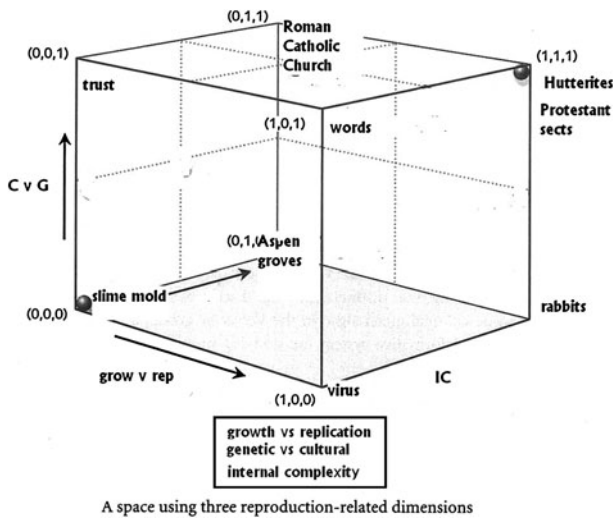 (0,1,1)
Roman
Catholic
Church
(0,0,1)
(1,1,1)
trust
Hutterites
Protestant
sects
(1,0,1)
words
C v G
(0,1,0
Aspen
groves
slime mold
(0,0,0)
rabbits
grow v rep
IC
virus
(1,0,0)
growth vs replication
genetic vs cultural
internal complexity
A space using three reproduction-related dimensions